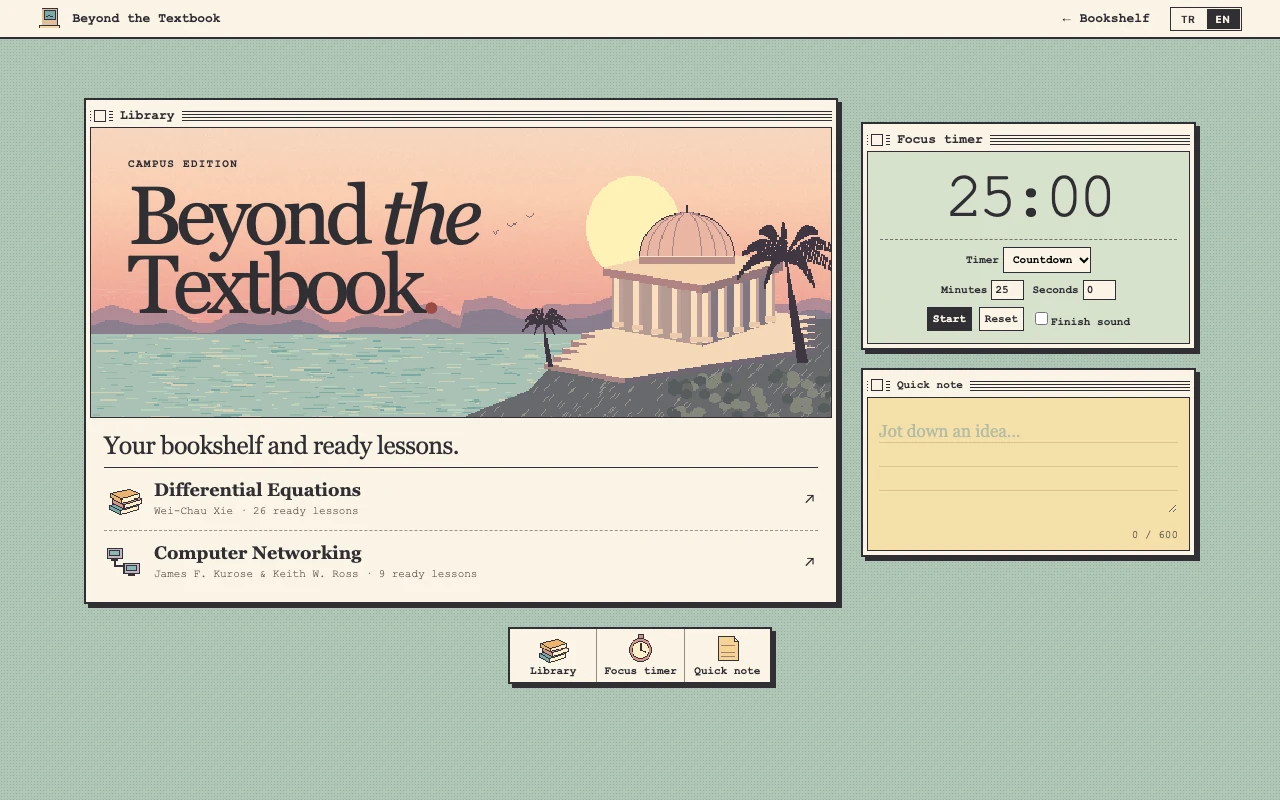 Beyond the Textbook
← Bookshelf
TR EN
Library
CAMPUS EDITION
Beyond the
Textbook.
Your bookshelf and ready lessons.
Differential Equations
Wei-Chau Xie · 26 ready lessons
↗
Computer Networking
James F. Kurose & Keith W. Ross · 9 ready lessons
↗
Focus timer
25:00
Timer Countdown
Minutes 25 Seconds 0
Start Reset Finish sound
Quick note
Jot down an idea...
0 / 600
Library Focus timer Quick note